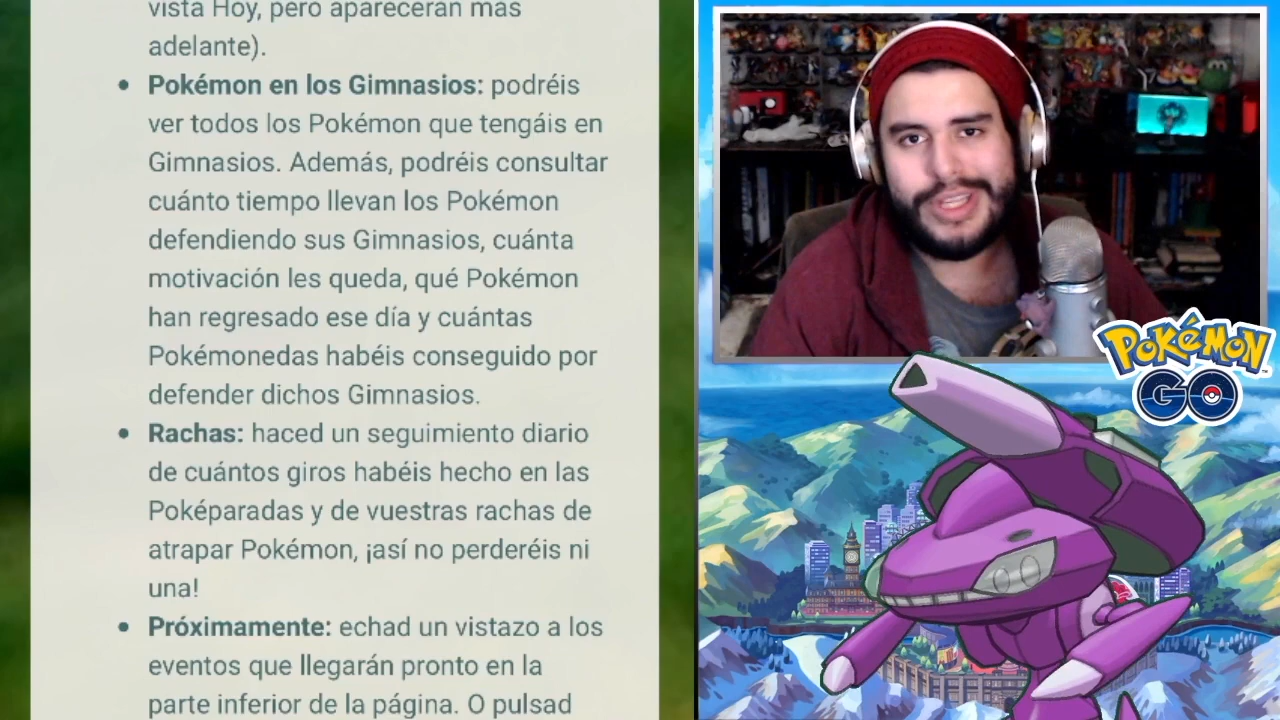 vista Hoy, pero aparecerán más
adelante).
• Pokémon en los Gimnasios: podréis
ver todos los Pokémon que tengáis en
Gimnasios. Además, podréis consultar
cuánto tiempo llevan los Pokémon
defendiendo sus Gimnasios, cuánta
motivación les queda, qué Pokémon
han regresado ese día y cuántas
Pokémonedas habéis conseguido por
defender dichos Gimnasios.
• Rachas: haced un seguimiento diario
de cuántos giros habéis hecho en las
Poképaradas y de vuestras rachas de
atrapar Pokémon, ¡así no perderéis ni
una!
• Próximamente: echad un vistazo a los
eventos que llegarán pronto en la
parte inferior de la página. O pulsad
POKÉMON
GO